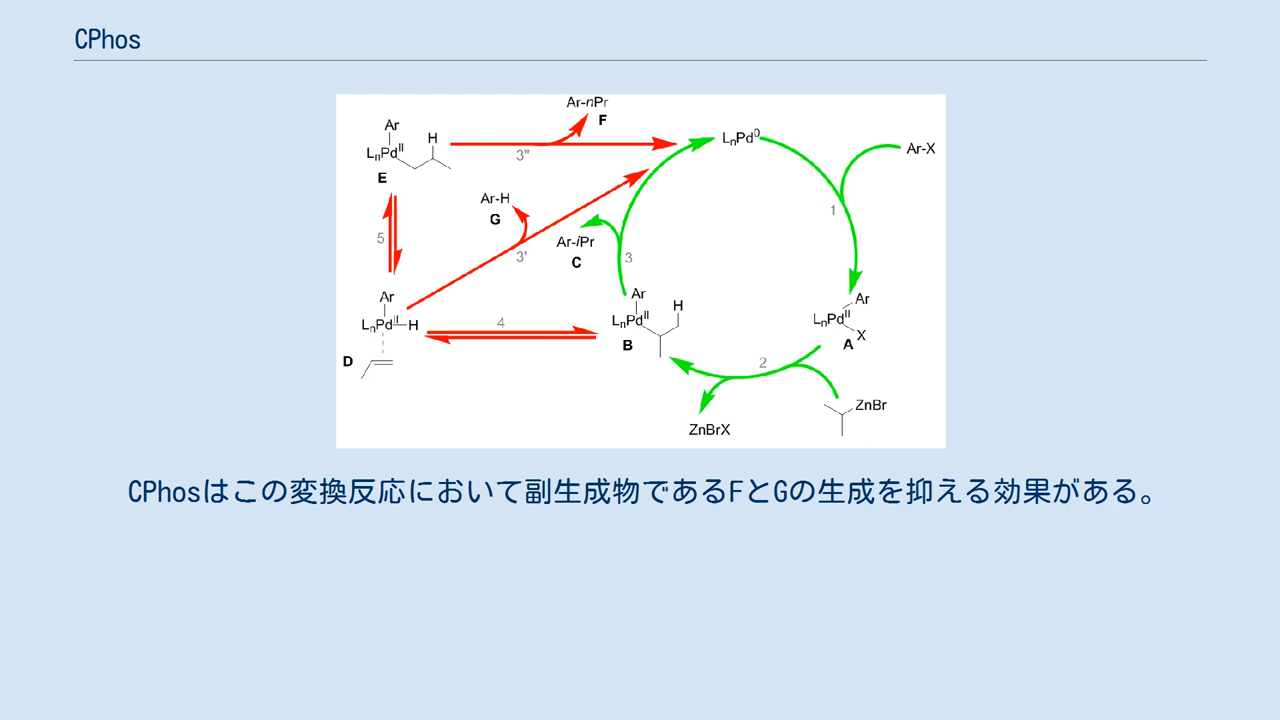 CPhos
Ar-nPr
F
Ar
H
LnPdII
E
3"
LnPd0
Ar-X
1
Ar-H
G
3'
Ar-iPr
C
3
5
Ar
LnPdII-H
D
4
Ar
H
LnPdII
B
Ar
LnPdII
X
A
2
ZnBr
ZnBrX
CPhosはこの変換反応において副生成物であるFとGの生成を抑える効果がある。